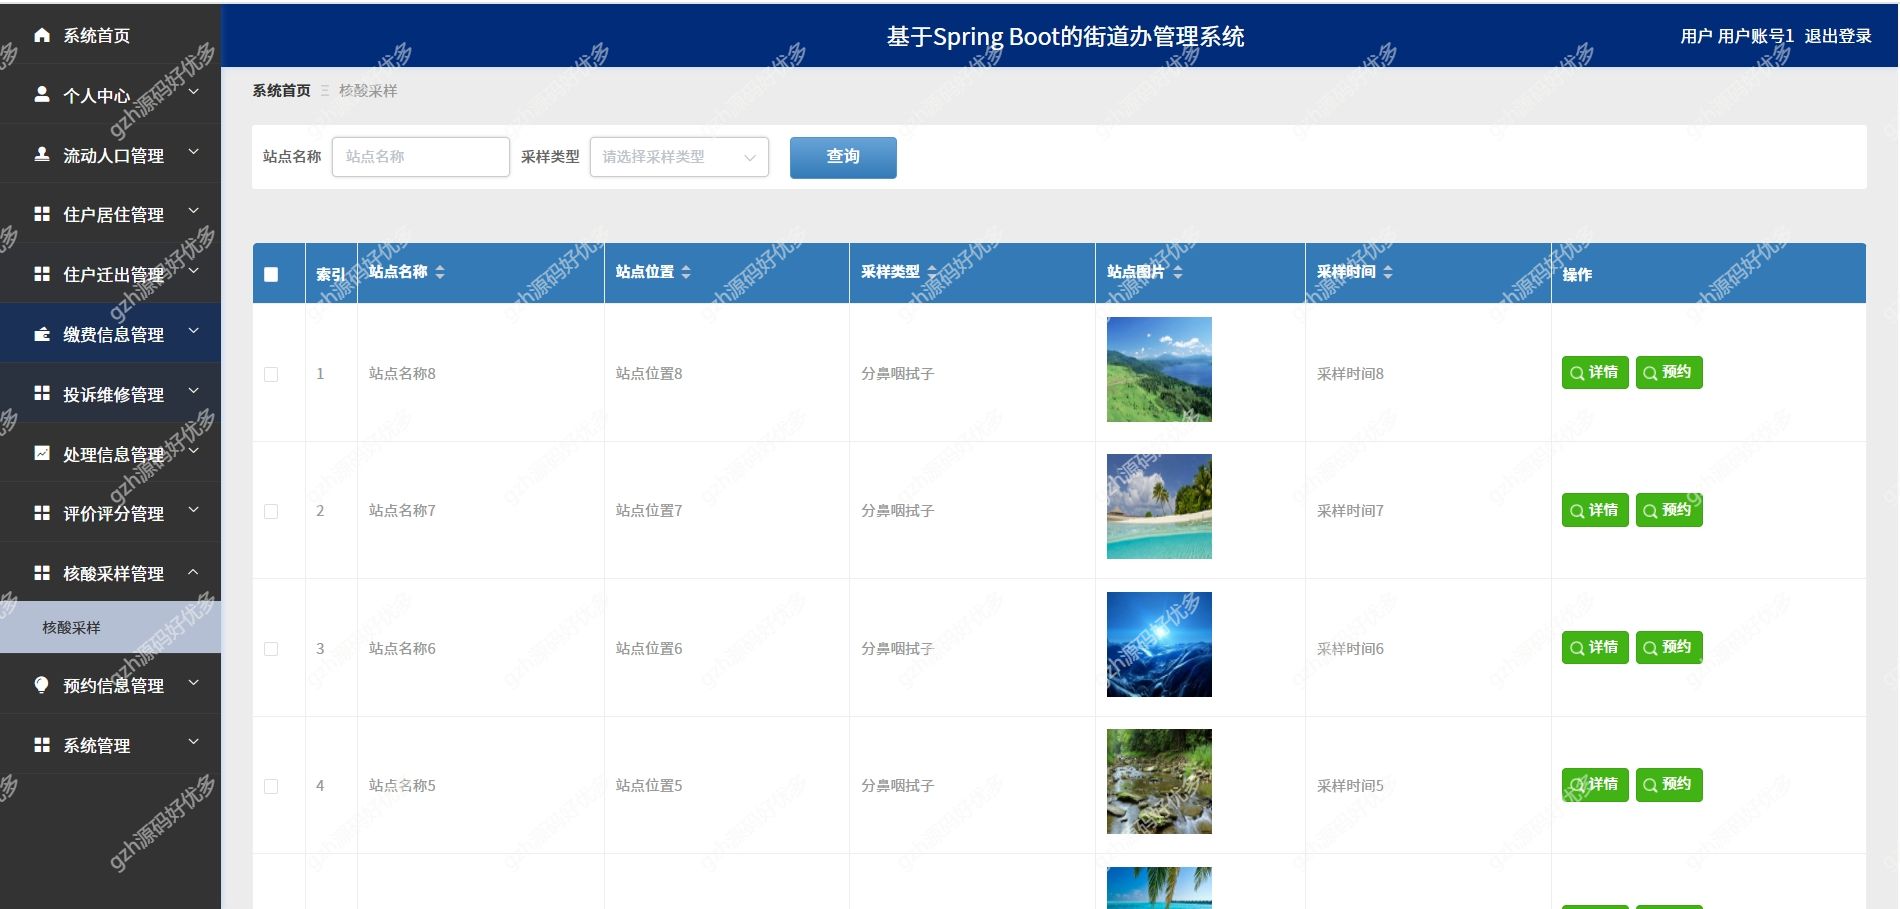 基于Spring Boot的街道办管理系统
用户 用户账号1 退出登录
系统首页
个人中心
流动人口管理
住户居住管理
住户迁出管理
缴费信息管理
投诉维修管理
处理信息管理
评价评分管理
核酸采样管理
核酸采样
预约信息管理
系统管理
系统首页 核酸采样
站点名称 站点名称 采样类型 请选择采样类型 查询
索引 站点名称 站点位置 采样类型 站点图片 采样时间 操作
1 站点名称8 站点位置8 分鼻咽拭子 采样时间8 详情 预约
2 站点名称7 站点位置7 分鼻咽拭子 采样时间7 详情 预约
3 站点名称6 站点位置6 分鼻咽拭子 采样时间6 详情 预约
4 站点名称5 站点位置5 分鼻咽拭子 采样时间5 详情 预约
gzh源码好优多